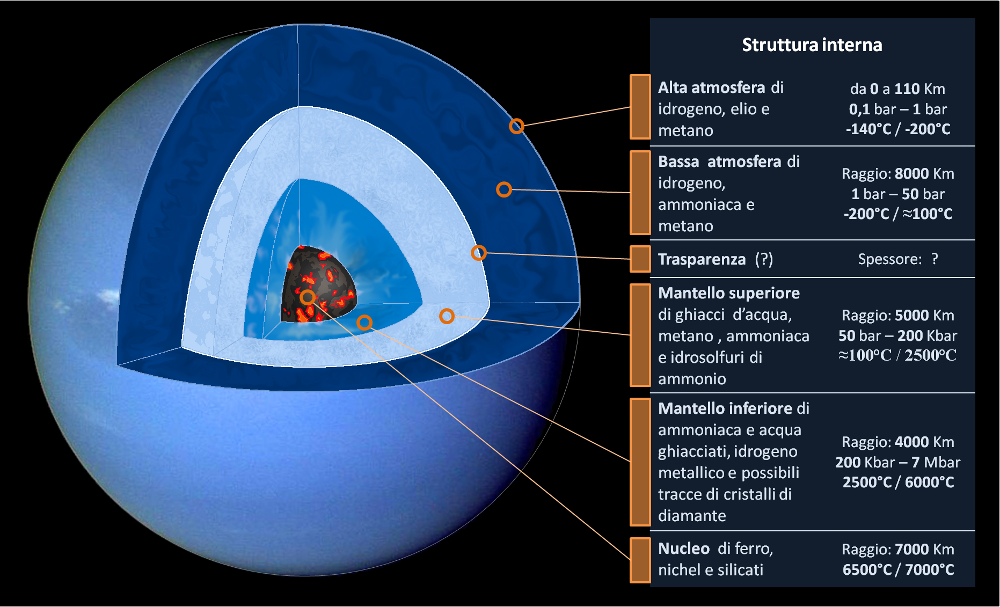 Struttura interna
Alta atmosfera di
idrogeno, elio e
metano
da 0 a 110 Km
0,1 bar – 1 bar
-140°C / -200°C
Bassa atmosfera di
idrogeno,
ammoniaca e
metano
Raggio: 8000 Km
1 bar – 50 bar
-200°C / ≈100°C
Trasparenza (?)
Spessore: ?
Mantello superiore
di ghiacci d’acqua,
metano , ammoniaca
e idrosolfuri di
ammonio
Raggio: 5000 Km
50 bar – 200 Kbar
≈100°C / 2500°C
Mantello inferiore di
ammoniaca e acqua
ghiacciati, idrogeno
metallico e possibili
tracce di cristalli di
diamante
Raggio: 4000 Km
200 Kbar – 7 Mbar
2500°C / 6000°C
Nucleo di ferro,
nichel e silicati
Raggio: 7000 Km
6500°C / 7000°C